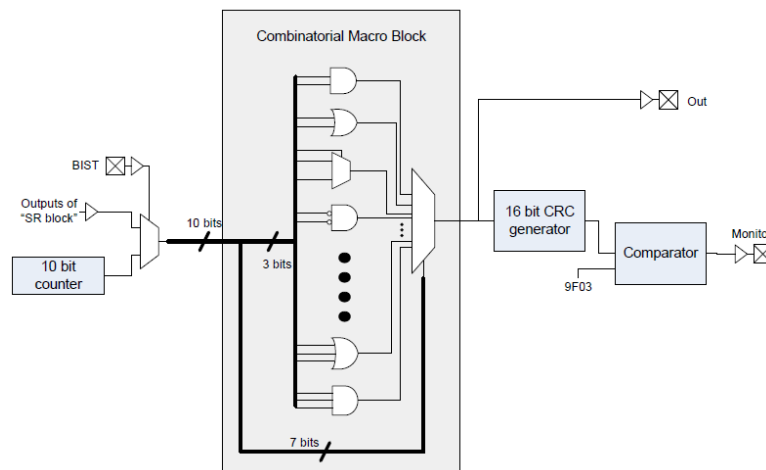 Combinatorial Macro Block
Out
BIST
Outputs of
"SR block"
10 bits
3 bits
10 bit
counter
16 bit CRC
generator
Comparator
Monito
9F03
7 bits